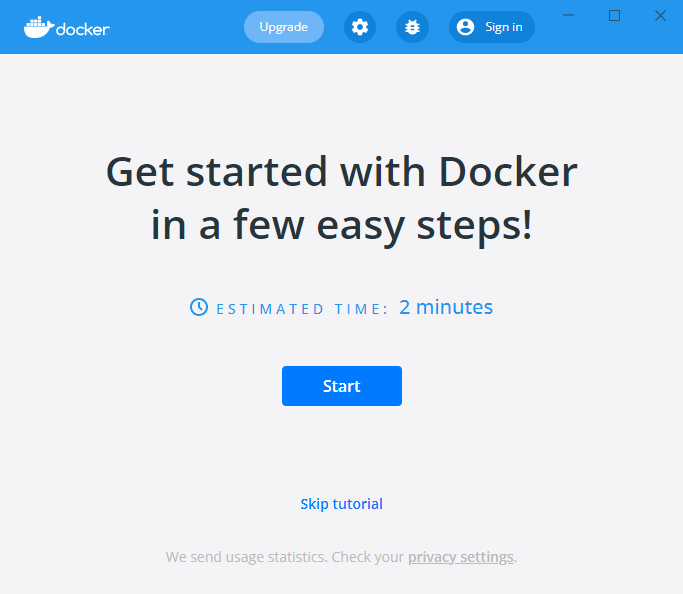 docker
Upgrade
Sign in
Get started with Docker
in a few easy steps!
ESTIMATED TIME: 2 minutes
Start
Skip tutorial
We send usage statistics. Check your privacy settings.